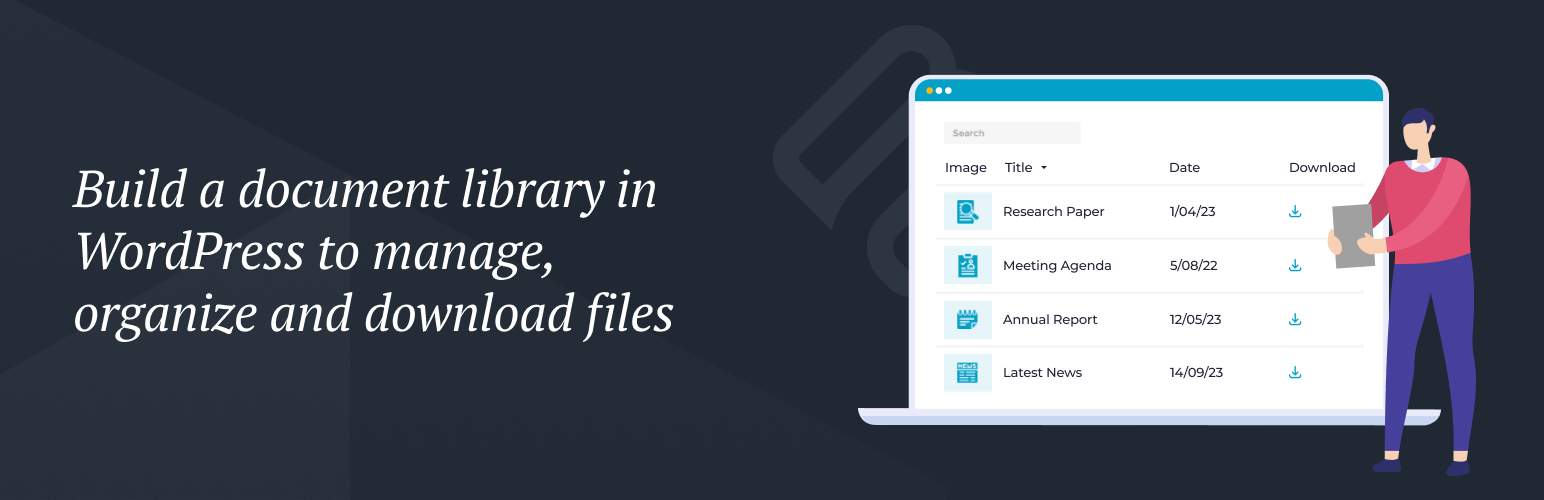 Build a document library in
WordPress to manage,
organize and download files
Search
Image Title Date Download
Research Paper 1/04/23
Meeting Agenda 5/08/22
Annual Report 12/05/23
NEWS
Latest News 14/09/23